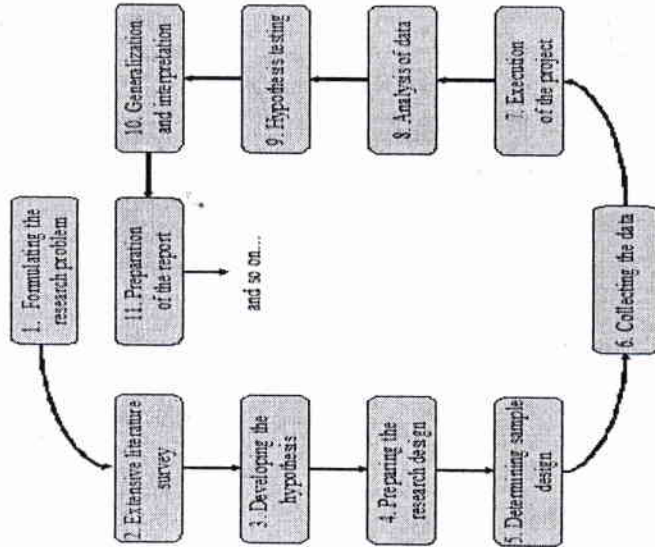 1. Formulating the
research problem
2. Extensive literature
survey
3. Developing the
hypothesis
4. Preparing the
research design
5. Determining sample
design
6. Collecting the data
7. Execution
of the project
8. Analysis of data
9. Hypothesis testing
10. Generalization
and interpretation
11. Preparation
of the report
and so on...